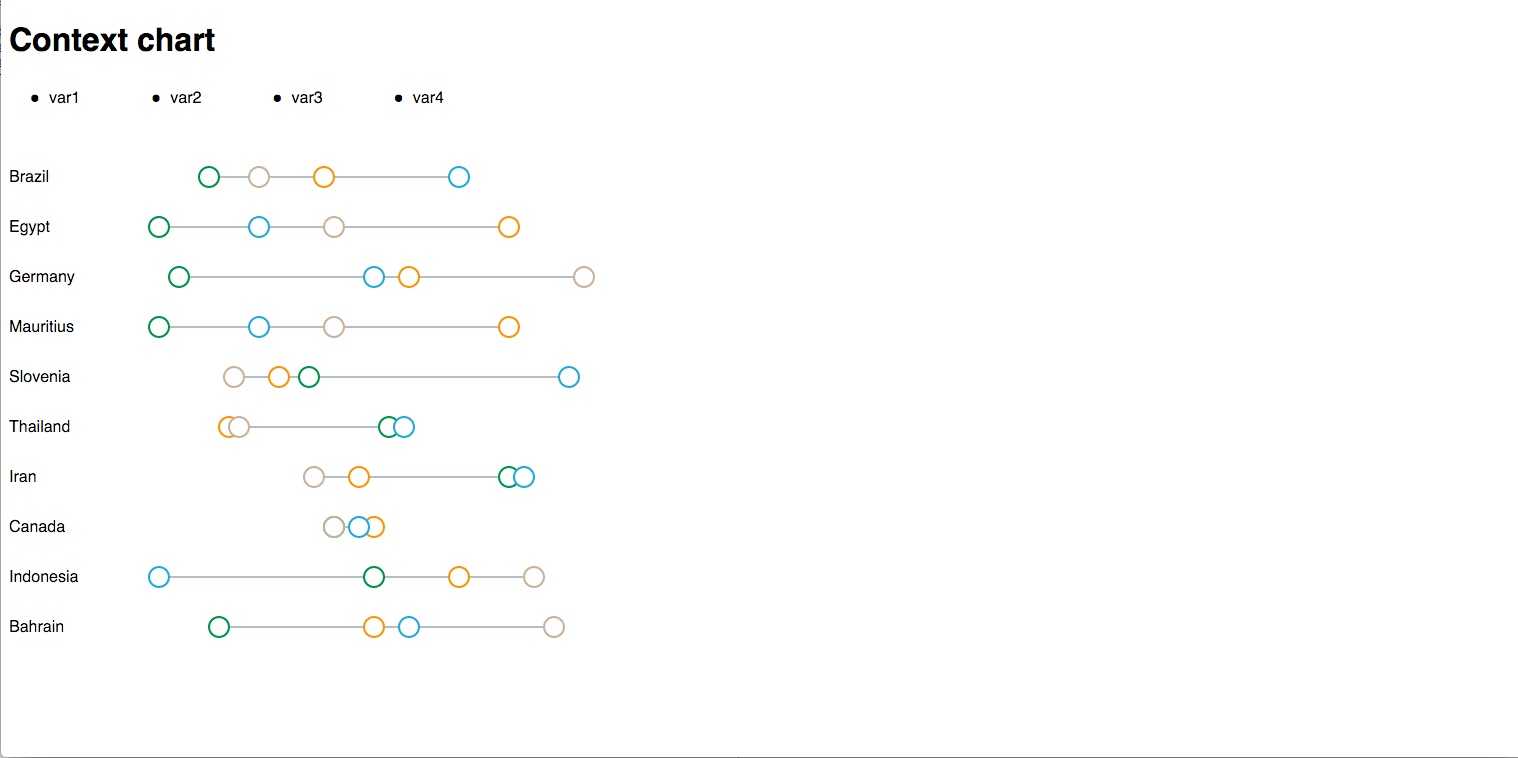 Context chart
• var1 • var2 • var3 • var4
Brazil
Egypt
Germany
Mauritius
Slovenia
Thailand
Iran
Canada
Indonesia
Bahrain